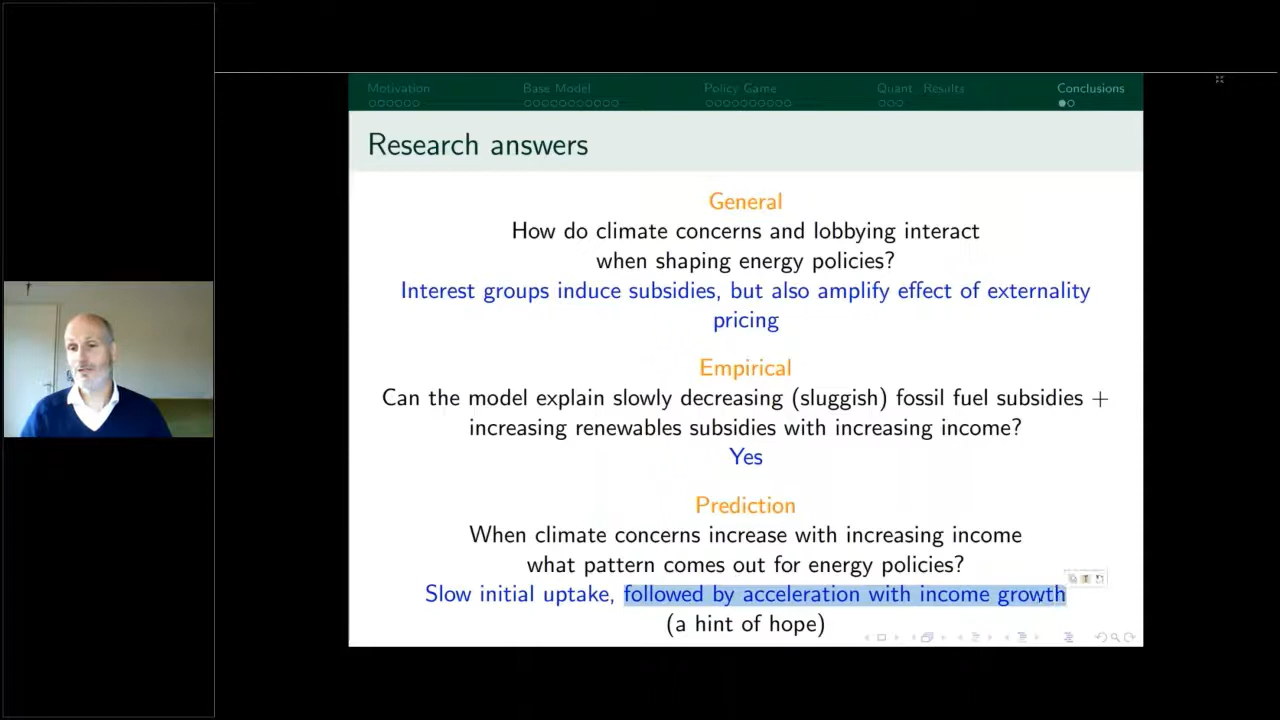 Motivation
Base Model
Policy Game
Quant. Results
Conclusions
Research answers
General
How do climate concerns and lobbying interact
when shaping energy policies?
Interest groups induce subsidies, but also amplify effect of externality
pricing
Empirical
Can the model explain slowly decreasing (sluggish) fossil fuel subsidies +
increasing renewables subsidies with increasing income?
Yes
Prediction
When climate concerns increase with increasing income
what pattern comes out for energy policies?
Slow initial uptake, followed by acceleration with income growth
(a hint of hope)